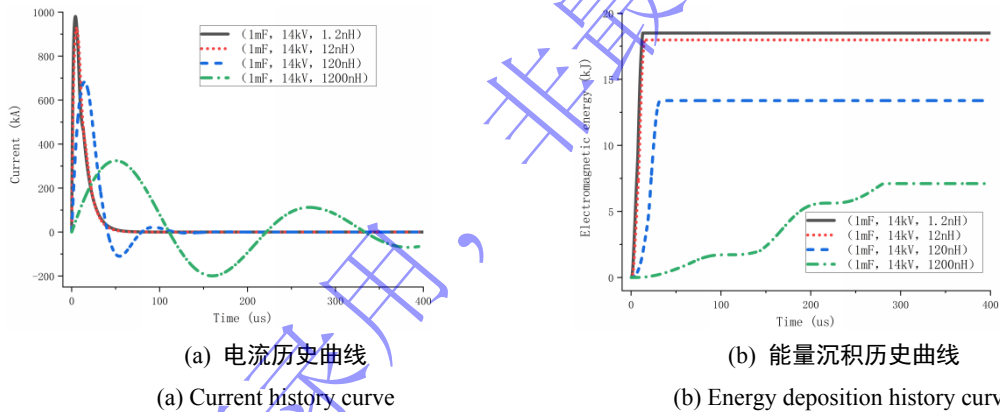 1000
800
600
400
200
0
-200
Current (kA)
(1mF, 14kV, 1.2nH)
(1mF, 14kV, 12nH)
(1mF, 14kV, 120nH)
(1mF, 14kV, 1200nH)
0
100
300
400
Time (us)
(a) 电流历史曲线
(a) Current history curve
20
15
10
5
0
Electromagnetic energy (kJ)
(1mF, 14kV, 1.2nH)
(1mF, 14kV, 12nH)
(1mF, 14kV, 120nH)
(1mF, 14kV, 1200nH)
0
100
200
300
400
Time (us)
(b) 能量沉积历史曲线
(b) Energy deposition history curv
录用，非最